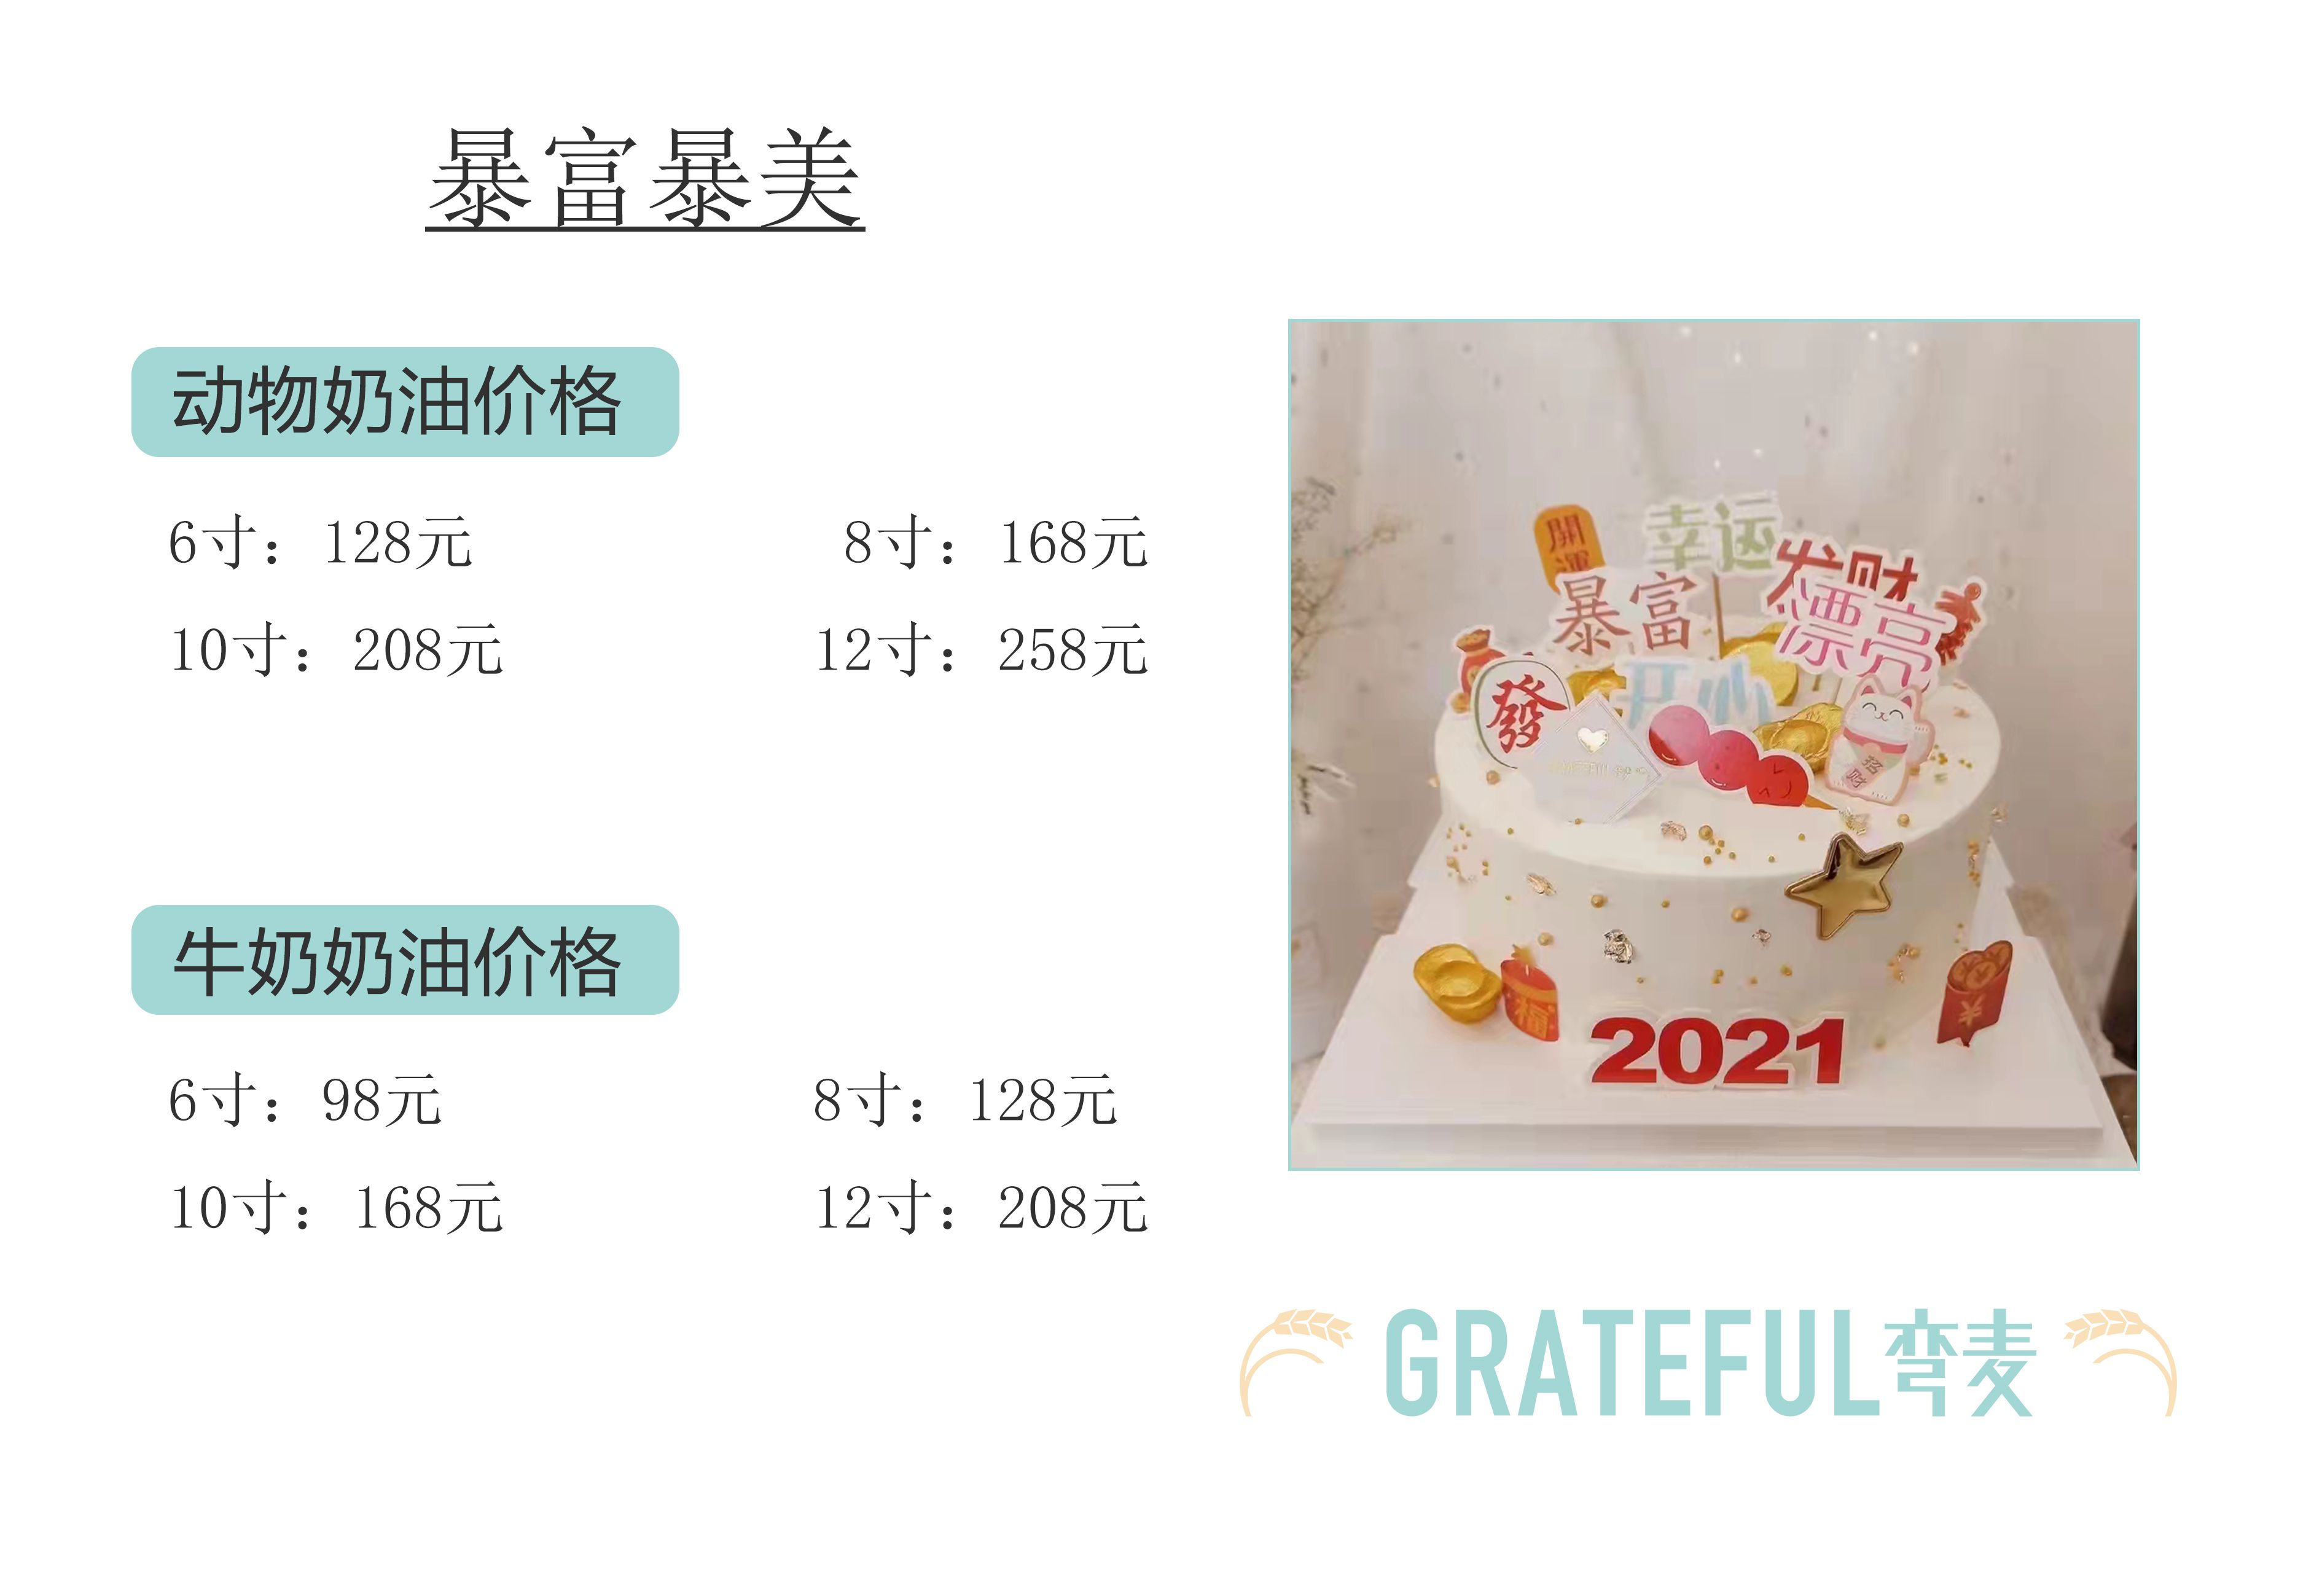 暴富暴美
动物奶油价格
6寸：128元
8寸：168元
10寸：208元
12寸：258元
牛奶奶油价格
6寸：98元
8寸：128元
10寸：168元
12寸：208元
開運
幸运
发财
暴富
漂亮
發
开心
招财
福
2021
GRATEFUL弯麦